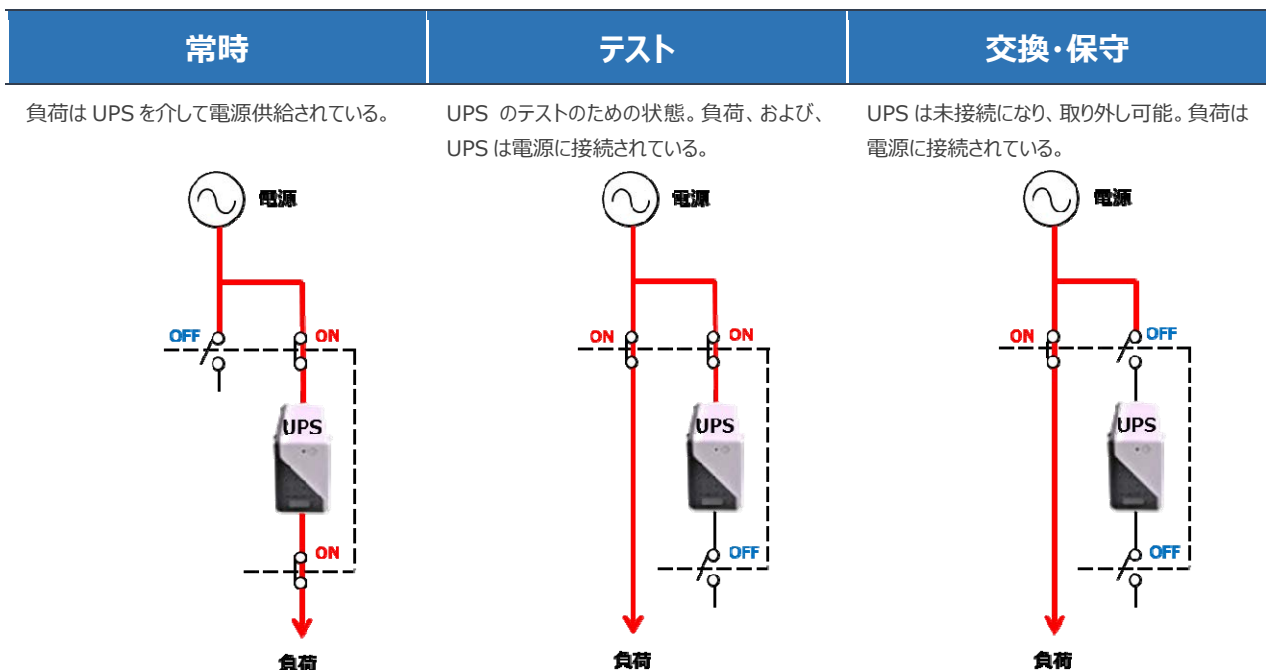 常時
テスト
交換・保守
負荷は UPS を介して電源供給されている。
UPS のテストのための状態。負荷、および、
UPS は電源に接続されている。
UPS は未接続になり、取り外し可能。負荷は
電源に接続されている。
電源
OFF
ON
UPS
ON
負荷
電源
ON
ON
UPS
OFF
負荷
電源
ON
OFF
UPS
OFF
負荷